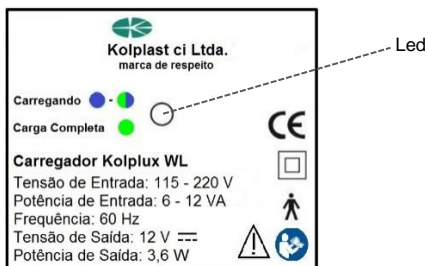 Kolplast ci Ltda.
marca de respeito
Led
Carregando
Carga Completa
CE
Carregador Kolplux WL
Tensão de Entrada: 115 - 220 V
Potência de Entrada: 6 - 12 VA
Frequência: 60 Hz
Tensão de Saída: 12 V
Potência de Saída: 3,6 W